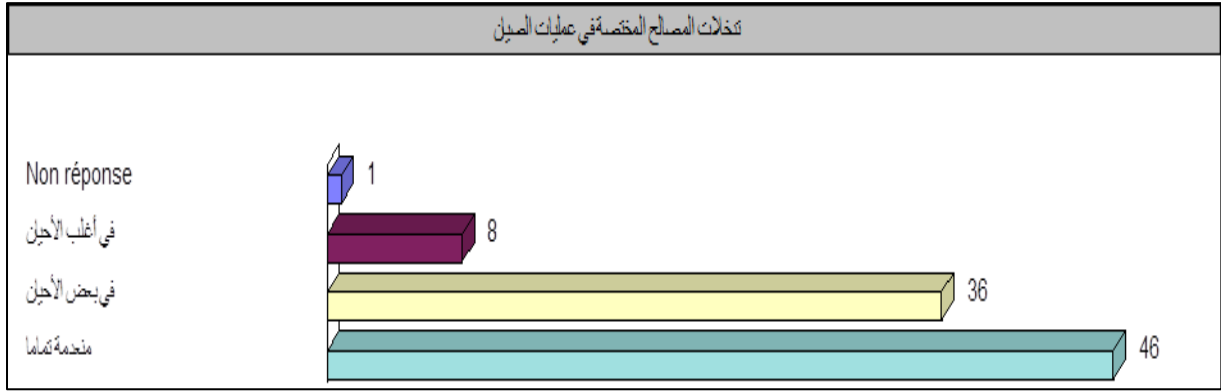 تدخلات المصالح المختصة في عمليات الصيان
Non réponse 1
في أغلب الأحيان 8
في بعض الأحيان 36
منعدمة تماما 46